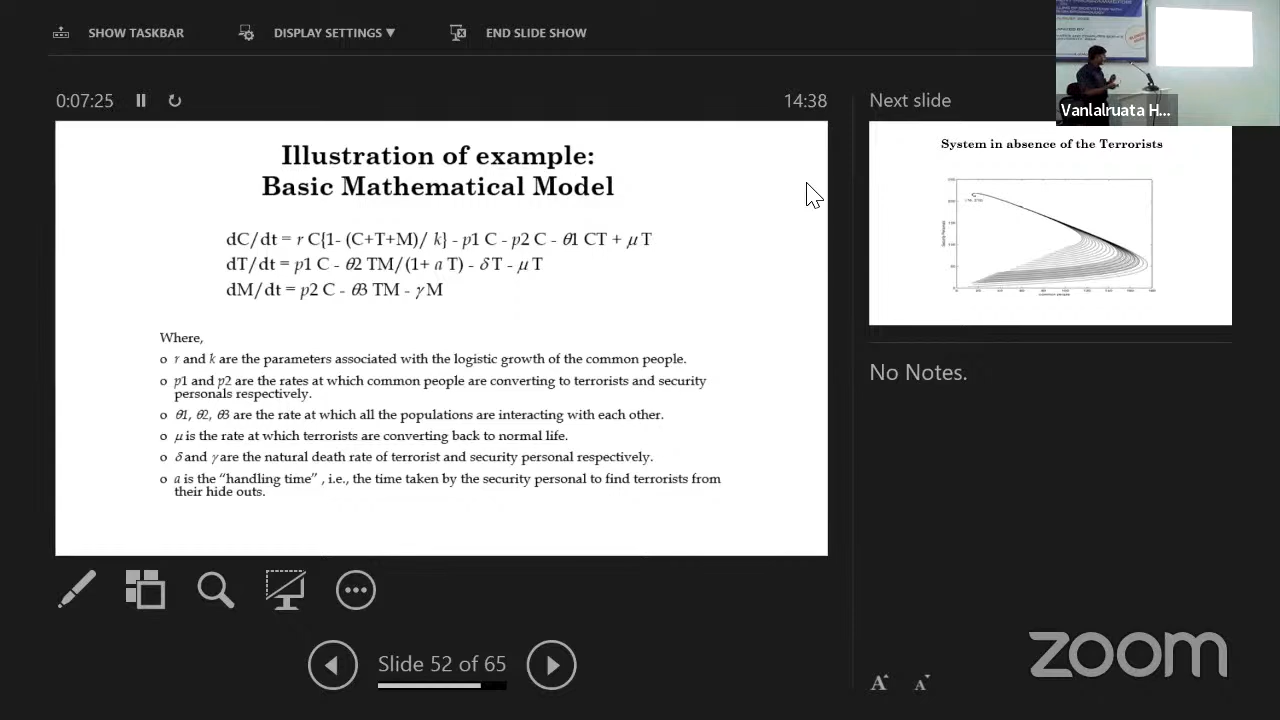 SHOW TASKBAR
DISPLAY SETTINGS ▾
END SLIDE SHOW
0:07:25
14:38
Illustration of example:
Basic Mathematical Model
dC/dt = r C{1- (C+T+M)/ k} - p1 C - p2 C - θ1 CT + μ T
dT/dt = p1 C - θ2 TM/(1+ a T) - δ T - μ T
dM/dt = p2 C - θ3 TM - γ M
Where,
o r and k are the parameters associated with the logistic growth of the common people.
o p1 and p2 are the rates at which common people are converting to terrorists and security
personals respectively.
o θ1, θ2, θ3 are the rate at which all the populations are interacting with each other.
o μ is the rate at which terrorists are converting back to normal life.
o δ and γ are the natural death rate of terrorist and security personal respectively.
o a is the “handling time” , i.e., the time taken by the security personal to find terrorists from
their hide outs.
Slide 52 of 65
Next slide
System in absence of the Terrorists
No Notes.
A A
Vanlalruata H...
zoom